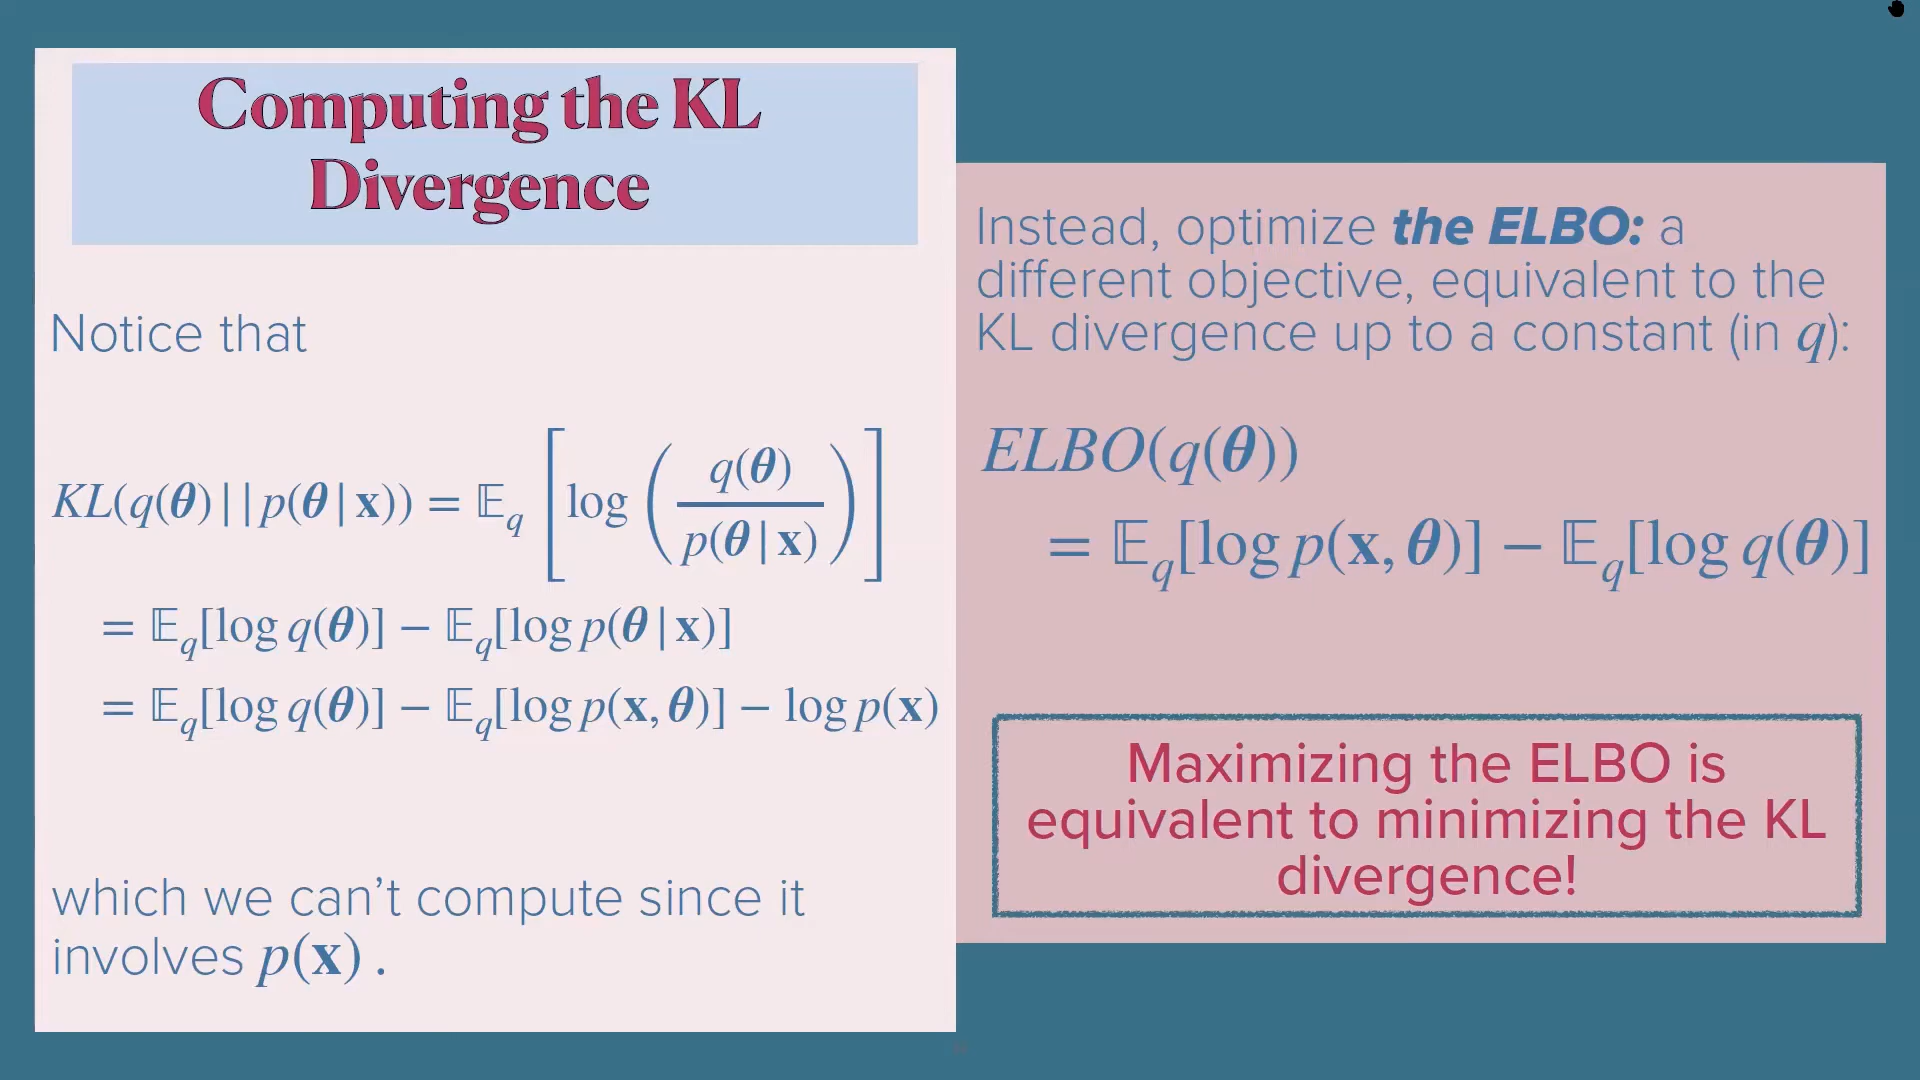 Computing the KL
Divergence
Notice that
KL(q(θ)||p(θ|x)) = 𝔼_q [log (q(θ) / p(θ|x))]
= 𝔼_q[log q(θ)] − 𝔼_q[log p(θ|x)]
= 𝔼_q[log q(θ)] − 𝔼_q[log p(x, θ)] − log p(x)
which we can’t compute since it
involves p(x) .
Instead, optimize the ELBO: a
different objective, equivalent to the
KL divergence up to a constant (in q):
ELBO(q(θ))
= 𝔼_q[log p(x, θ)] − 𝔼_q[log q(θ)]
Maximizing the ELBO is
equivalent to minimizing the KL
divergence!